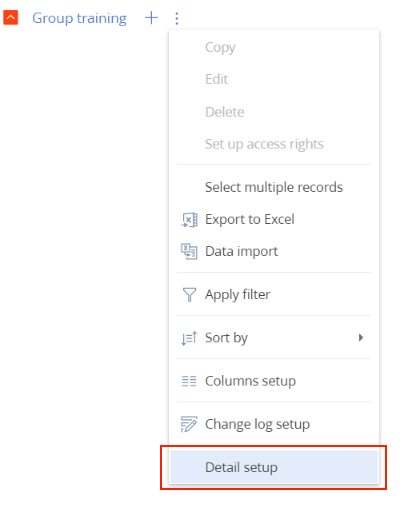 Group training
Copy
Edit
Delete
Set up access rights
Select multiple records
Export to Excel
Data import
Apply filter
Sort by
Columns setup
Change log setup
Detail setup